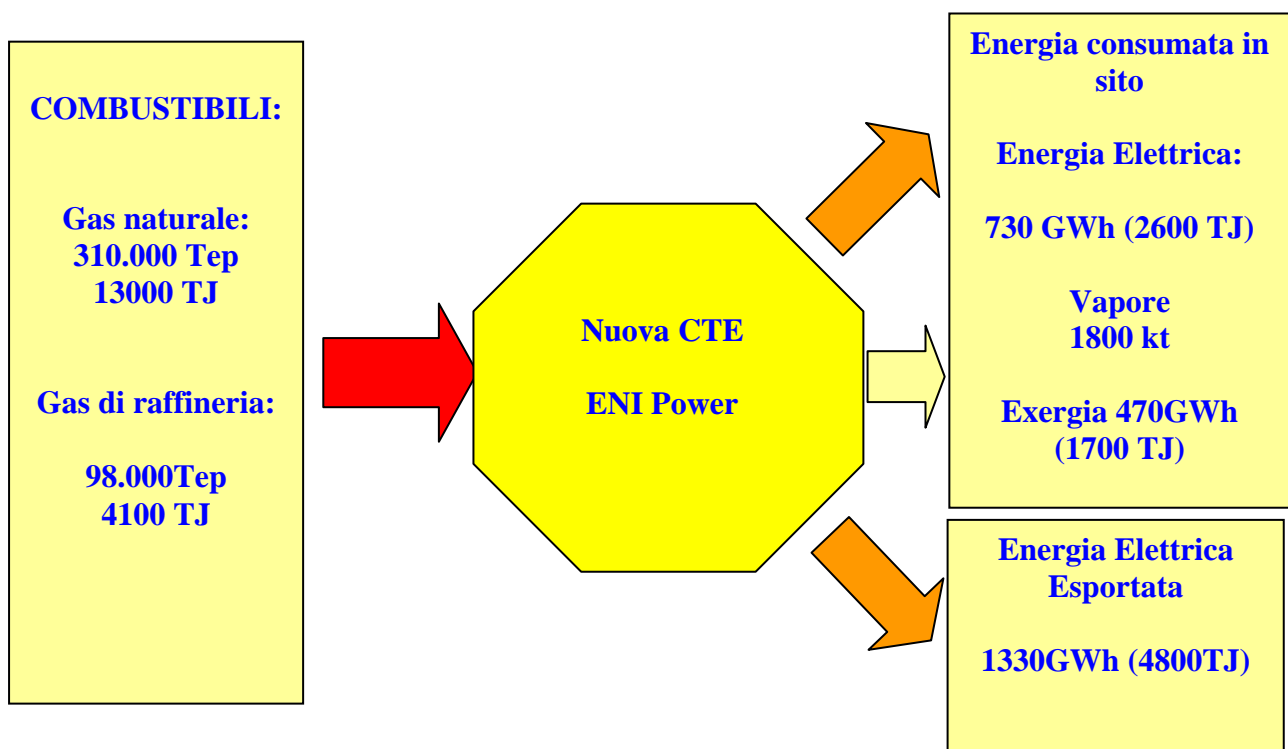 COMBUSTIBILI:
Gas naturale:
310.000 Tep
13000 TJ
Gas di raffineria:
98.000Tep
4100 TJ
Nuova CTE
ENI Power
Energia consumata in
sito
Energia Elettrica:
730 GWh (2600 TJ)
Vapore
1800 kt
Exergia 470GWh
(1700 TJ)
Energia Elettrica
Esportata
1330GWh (4800TJ)